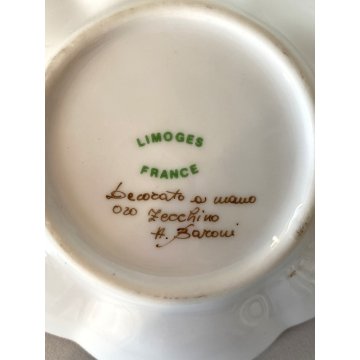 LIMOGES
FRANCE
Decorato a mano
oro zecchino
H. Baroni